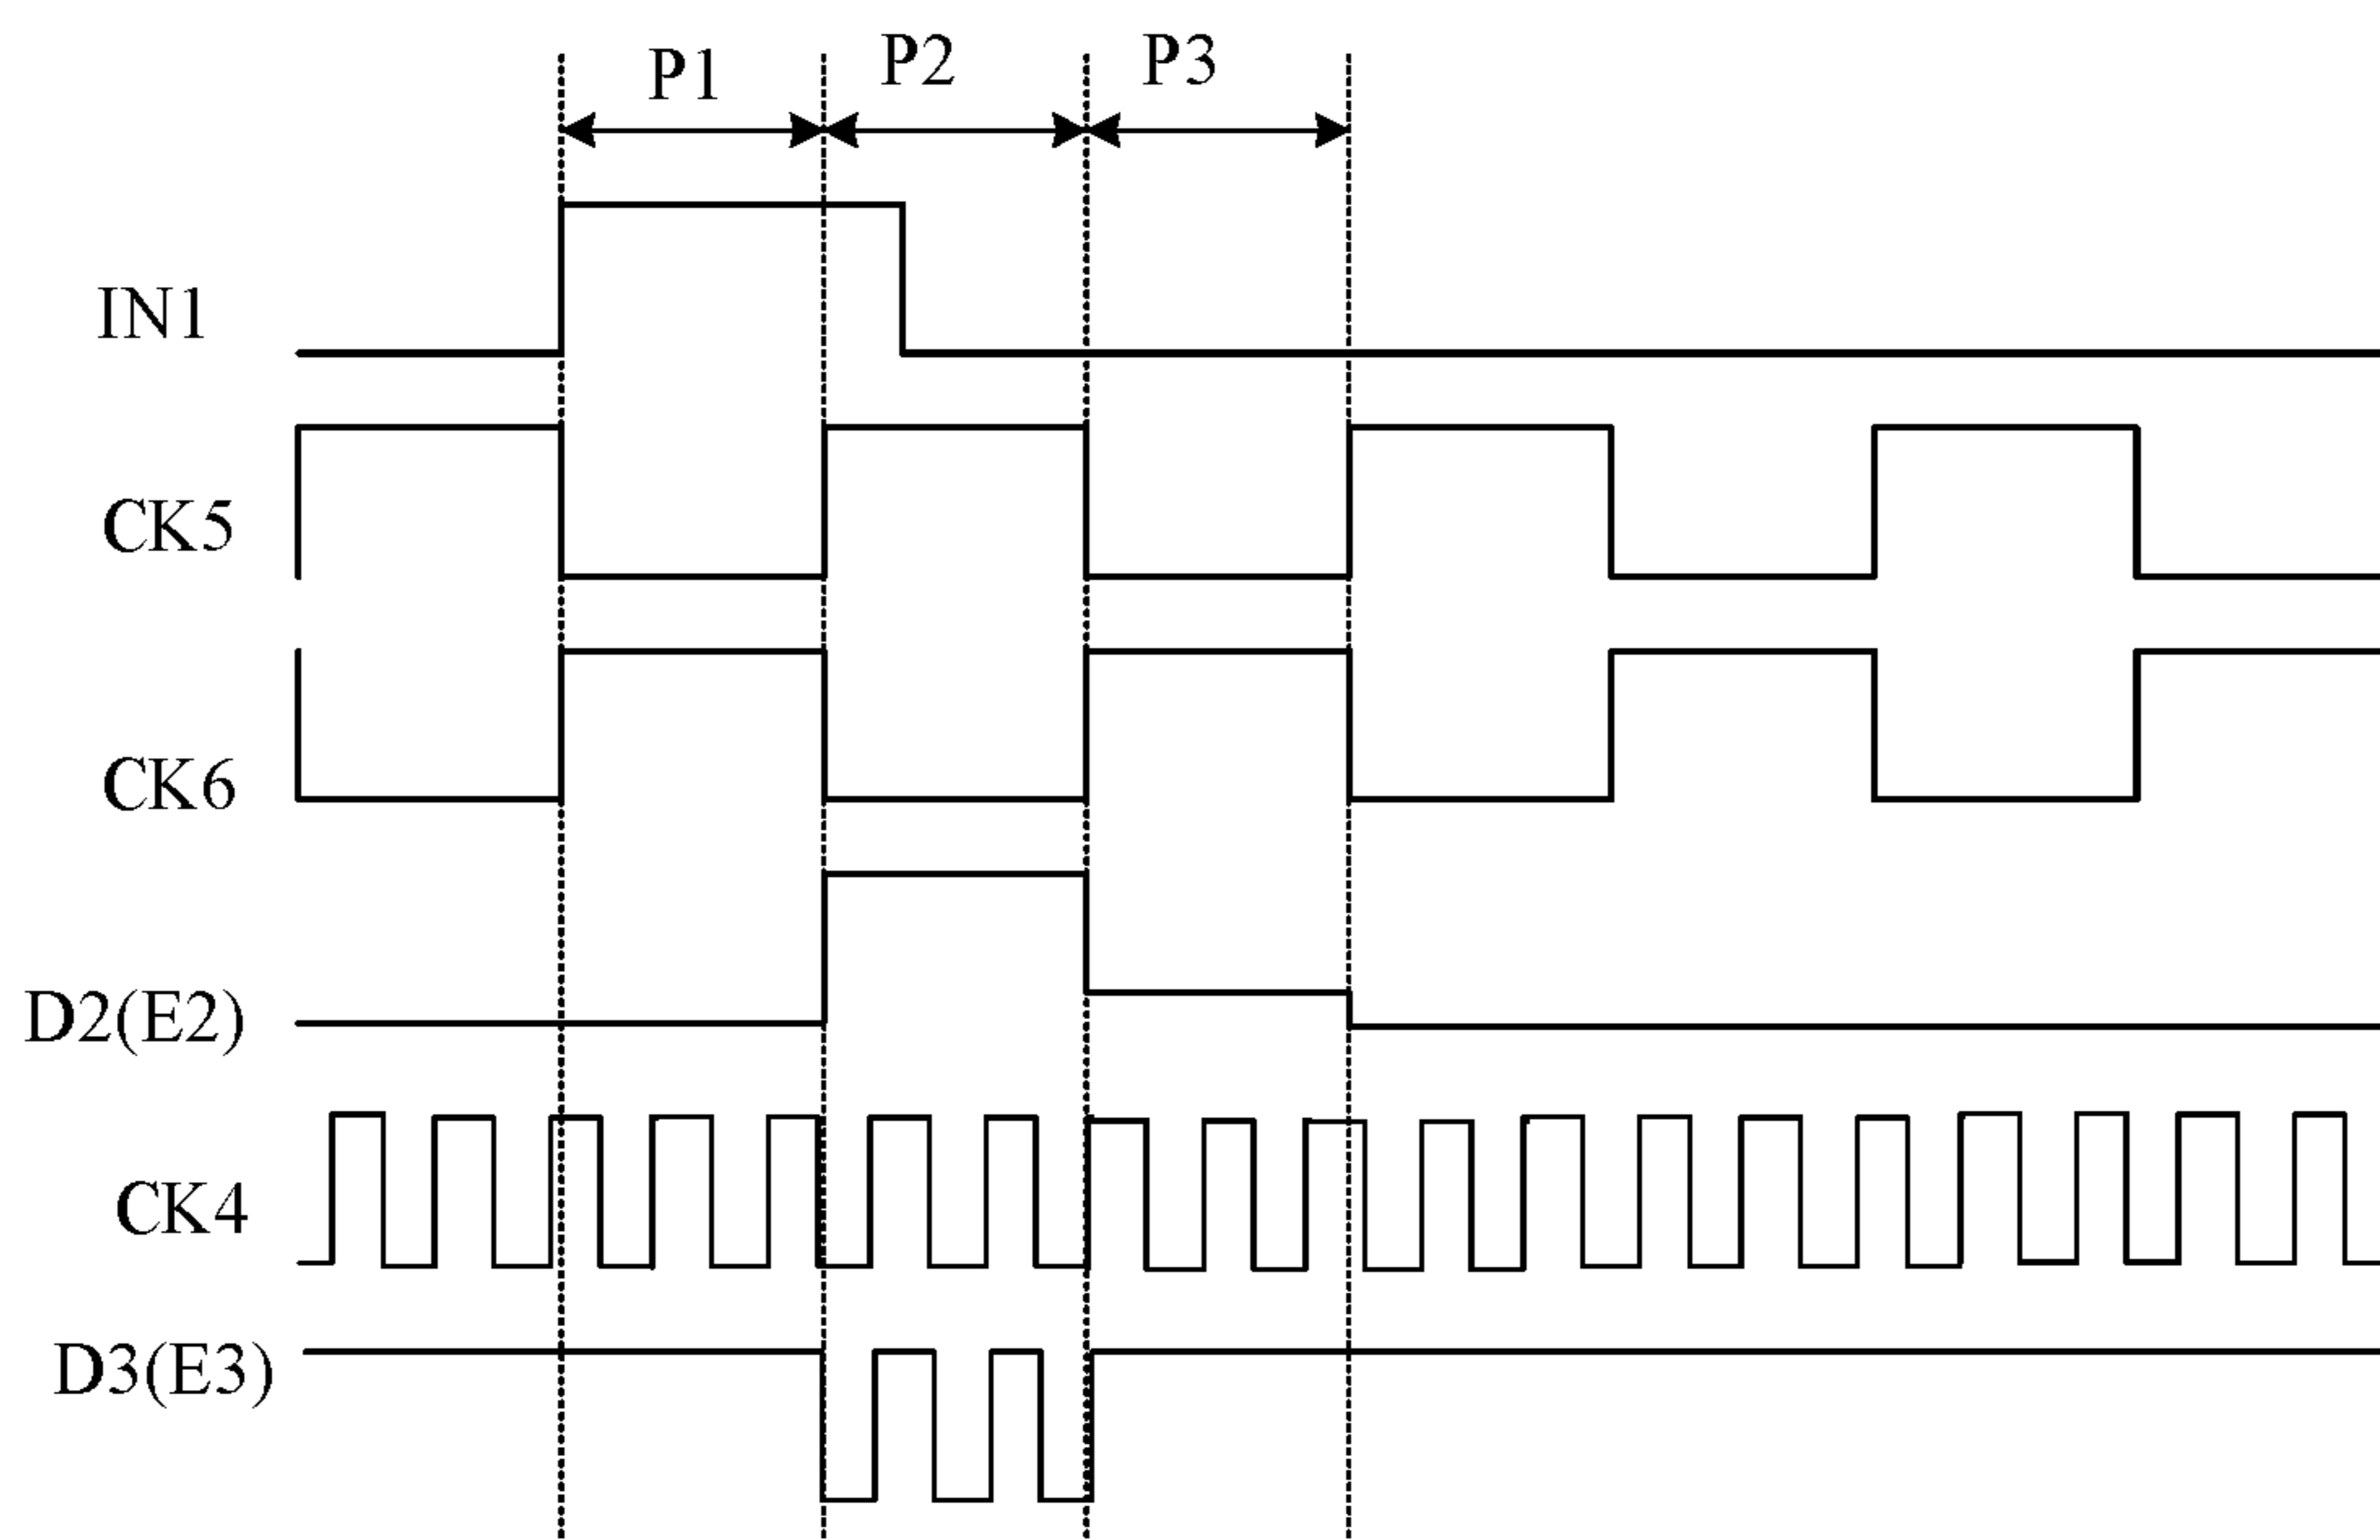 P1 P2 P3
IN1
CK5
CK6
D2(E2)
CK4
D3(E3)